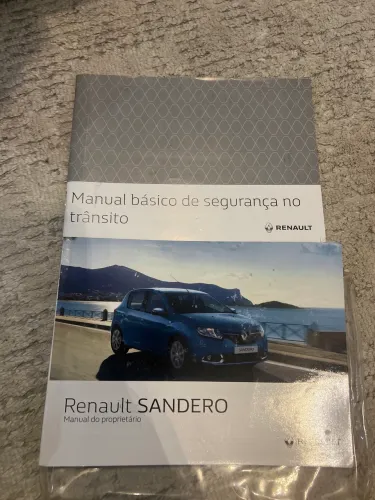 Manual básico de segurança no
trânsito
RENAULT
Renault SANDERO
Manual do proprietário